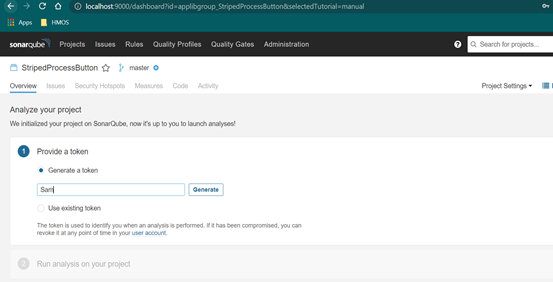 localhost:9000/dashboard?id=applibgroup_StripedProcessButton&selectedTutorial=manual
Apps HMOS
sonarqube Projects Issues Rules Quality Profiles Quality Gates Administration ? Search for projects...
StripedProcessButton master
Overview Issues Security Hotspots Measures Code Activity Project Settings
Analyze your project
We initialized your project on SonarQube, now it's up to you to launch analyses!
1 Provide a token
Generate a token
Sam Generate
Use existing token
The token is used to identify you when an analysis is performed. If it has been compromised, you can
revoke it at any point of time in your user account.
2 Run analysis on your project